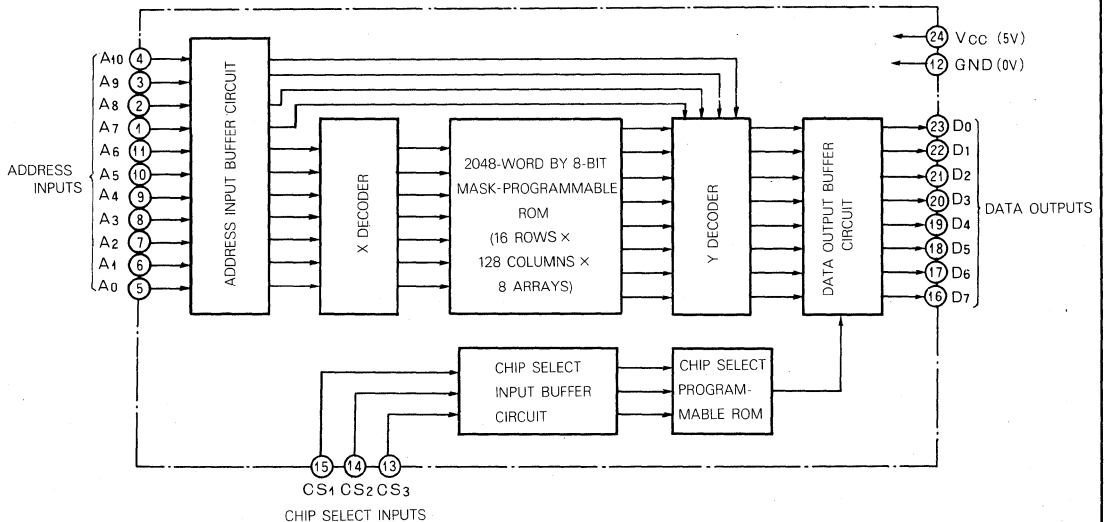 A10 4
A9 3
A8 2
A7 1
A6 11
A5 10
A4 9
A3 8
A2 7
A1 6
A0 5
ADDRESS
INPUTS
ADDRESS INPUT BUFFER CIRCUIT
X DECODER
2048-WORD BY 8-BIT
MASK-PROGRAMMABLE
ROM
(16 ROWS ×
128 COLUMNS ×
8 ARRAYS)
Y DECODER
DATA OUTPUT BUFFER
CIRCUIT
24 VCC (5V)
12 GND (0V)
23 D0
22 D1
21 D2
20 D3
19 D4
18 D5
17 D6
16 D7
DATA OUTPUTS
CHIP SELECT
INPUT BUFFER
CIRCUIT
CHIP SELECT
PROGRAM-
MABLE ROM
15 14 13
CS1 CS2 CS3
CHIP SELECT INPUTS